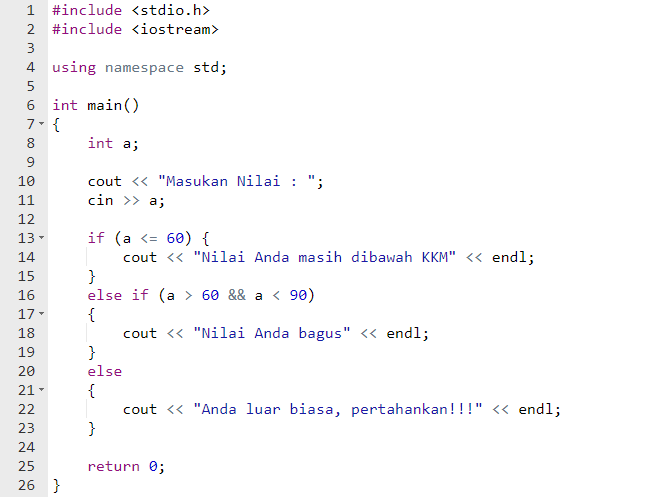 1 #include <stdio.h>
2 #include <iostream>
3
4 using namespace std;
5
6 int main()
7 {
8     int a;
9
10     cout << "Masukan Nilai : ";
11     cin >> a;
12
13     if (a <= 60) {
14         cout << "Nilai Anda masih dibawah KKM" << endl;
15     }
16     else if (a > 60 && a < 90)
17     {
18         cout << "Nilai Anda bagus" << endl;
19     }
20     else
21     {
22         cout << "Anda luar biasa, pertahankan!!!" << endl;
23     }
24
25     return 0;
26 }